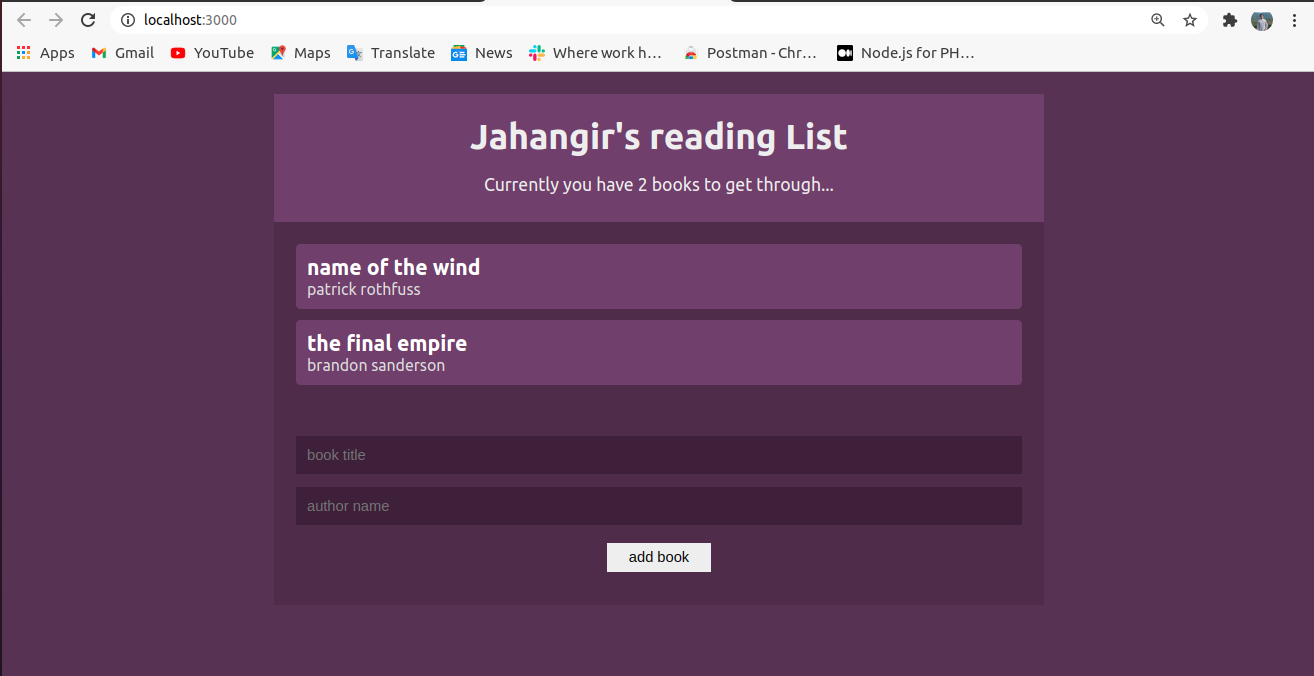 localhost:3000
Apps Gmail YouTube Maps Translate News Where work h... Postman - Chr... Node.js for PH...
Jahangir's reading List
Currently you have 2 books to get through...
name of the wind
patrick rothfuss
the final empire
brandon sanderson
book title
author name
add book